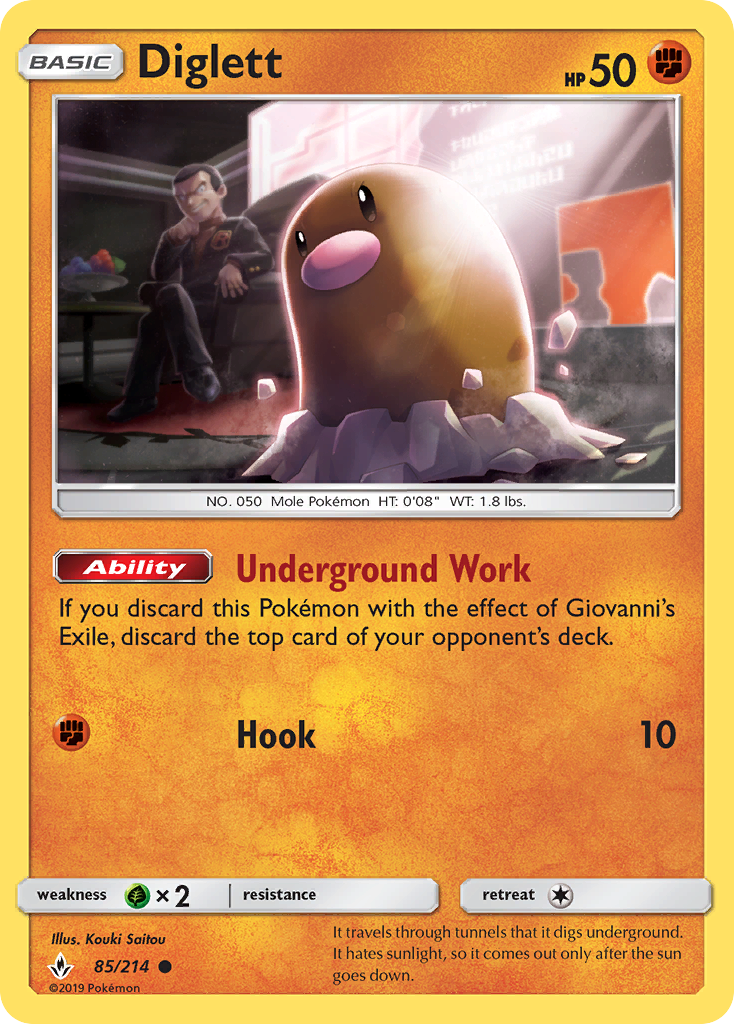 BASIC Diglett HP 50
NO. 050 Mole Pokémon HT: 0'08" WT: 1.8 lbs.
Ability Underground Work
If you discard this Pokémon with the effect of Giovanni's
Exile, discard the top card of your opponent's deck.
Hook 10
weakness ×2 resistance retreat
Illus. Kouki Saitou
85/214
©2019 Pokémon
It travels through tunnels that it digs underground.
It hates sunlight, so it comes out only after the sun
goes down.